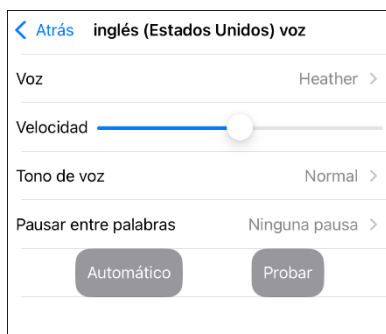 Atrás inglés (Estados Unidos) voz
Voz Heather
Velocidad
Tono de voz Normal
Pausar entre palabras Ninguna pausa
Automático Probar